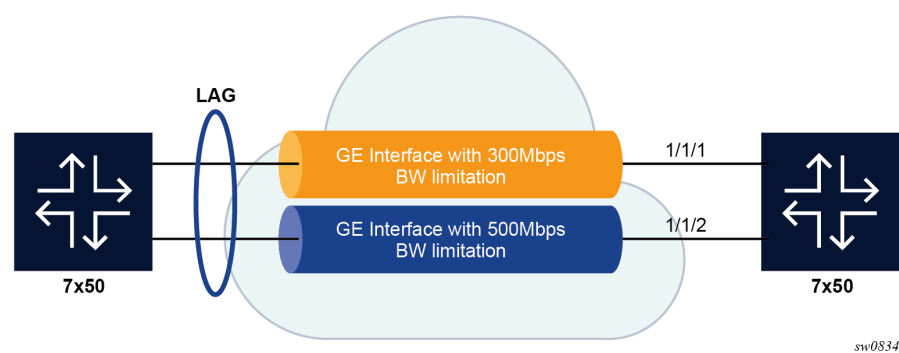 LAG
GE Interface with 300Mbps
BW limitation
1/1/1
GE Interface with 500Mbps
BW limitation
1/1/2
7x50
7x50
sw0834